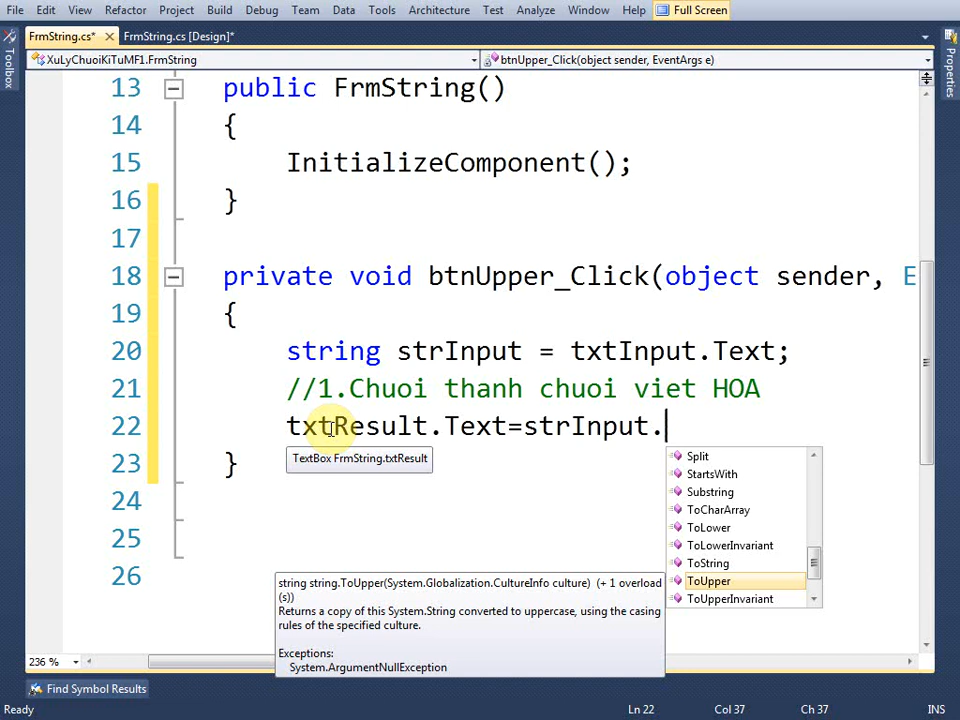 File Edit View Refactor Project Build Debug Team Data Tools Architecture Test Analyze Window Help Full Screen
FrmString.cs* FrmString.cs [Design]*
Toolbox
Properties
XuLyChuoiKiTuMF1.FrmString btnUpper_Click(object sender, EventArgs e)
13 public FrmString()
14 {
15 InitializeComponent();
16 }
17
18 private void btnUpper_Click(object sender, E
19 {
20 string strInput = txtInput.Text;
21 //1.Chuoi thanh chuoi viet HOA
22 txtResult.Text=strInput.
23 }
24
25
26
TextBox FrmString.txtResult
Split
StartsWith
Substring
ToCharArray
ToLower
ToLowerInvariant
ToString
ToUpper
ToUpperInvariant
string string.ToUpper(System.Globalization.CultureInfo culture) (+ 1 overload
(s))
Returns a copy of this System.String converted to uppercase, using the casing
rules of the specified culture.
Exceptions:
System.ArgumentNullException
236 %
Find Symbol Results
Ready Ln 22 Col 37 Ch 37 INS